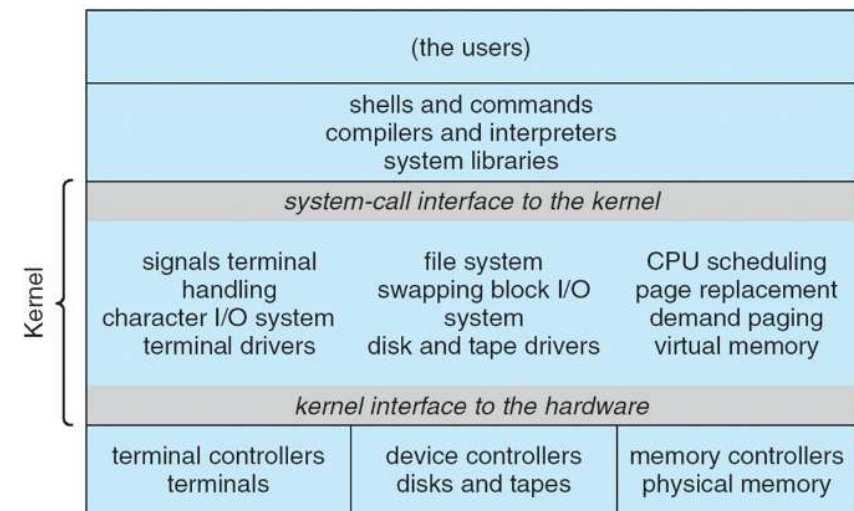 (the users)
shells and commands
compilers and interpreters
system libraries
Kernel
system-call interface to the kernel
signals terminal
handling
character I/O system
terminal drivers
file system
swapping block I/O
system
disk and tape drivers
CPU scheduling
page replacement
demand paging
virtual memory
kernel interface to the hardware
terminal controllers
terminals
device controllers
disks and tapes
memory controllers
physical memory